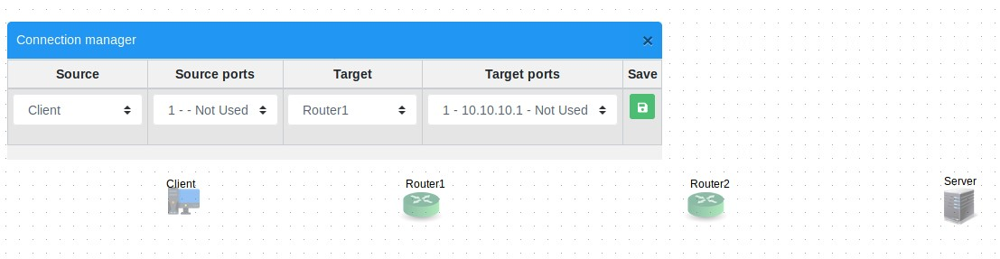 Connection manager ×
Source Source ports Target Target ports Save
Client 1 - - Not Used Router1 1 - 10.10.10.1 - Not Used
Client Router1 Router2 Server